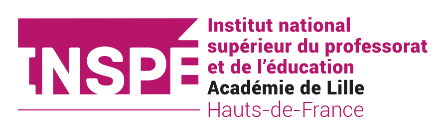 INSPÉ
Institut national
supérieur du professorat
et de l'éducation
Académie de Lille
Hauts-de-France